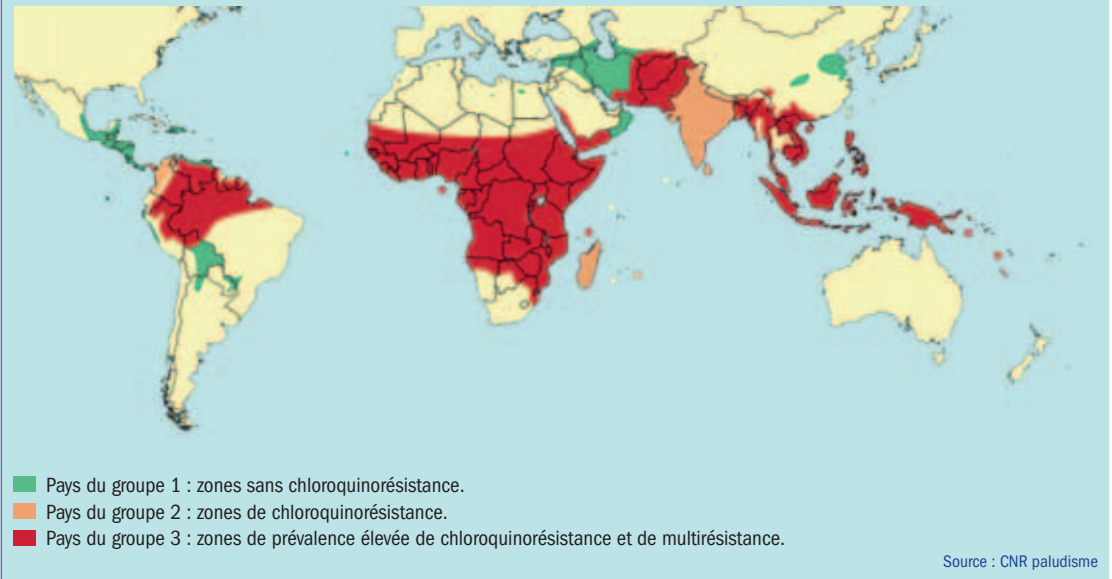 Pays du groupe 1 : zones sans chloroquinorésistance.
Pays du groupe 2 : zones de chloroquinorésistance.
Pays du groupe 3 : zones de prévalence élevée de chloroquinorésistance et de multirésistance.
Source : CNR paludisme